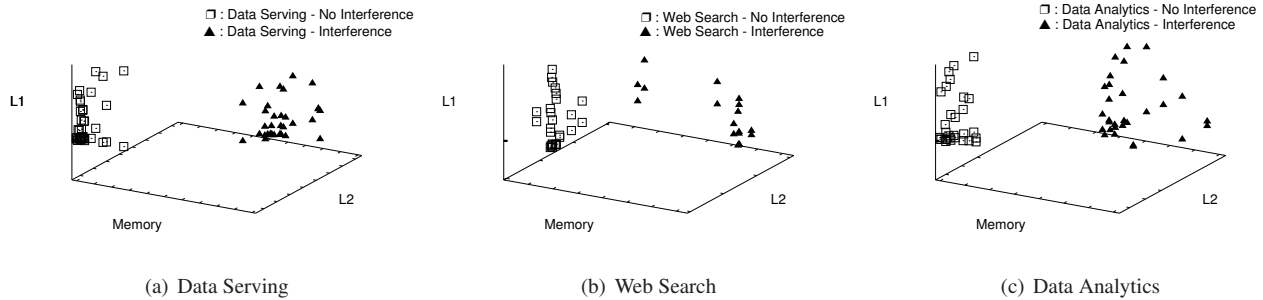 □ : Data Serving - No Interference
▲ : Data Serving - Interference
L1
L2
Memory
(a) Data Serving
□ : Web Search - No Interference
▲ : Web Search - Interference
L1
L2
Memory
(b) Web Search
□ : Data Analytics - No Interference
▲ : Data Analytics - Interference
L1
L2
Memory
(c) Data Analytics